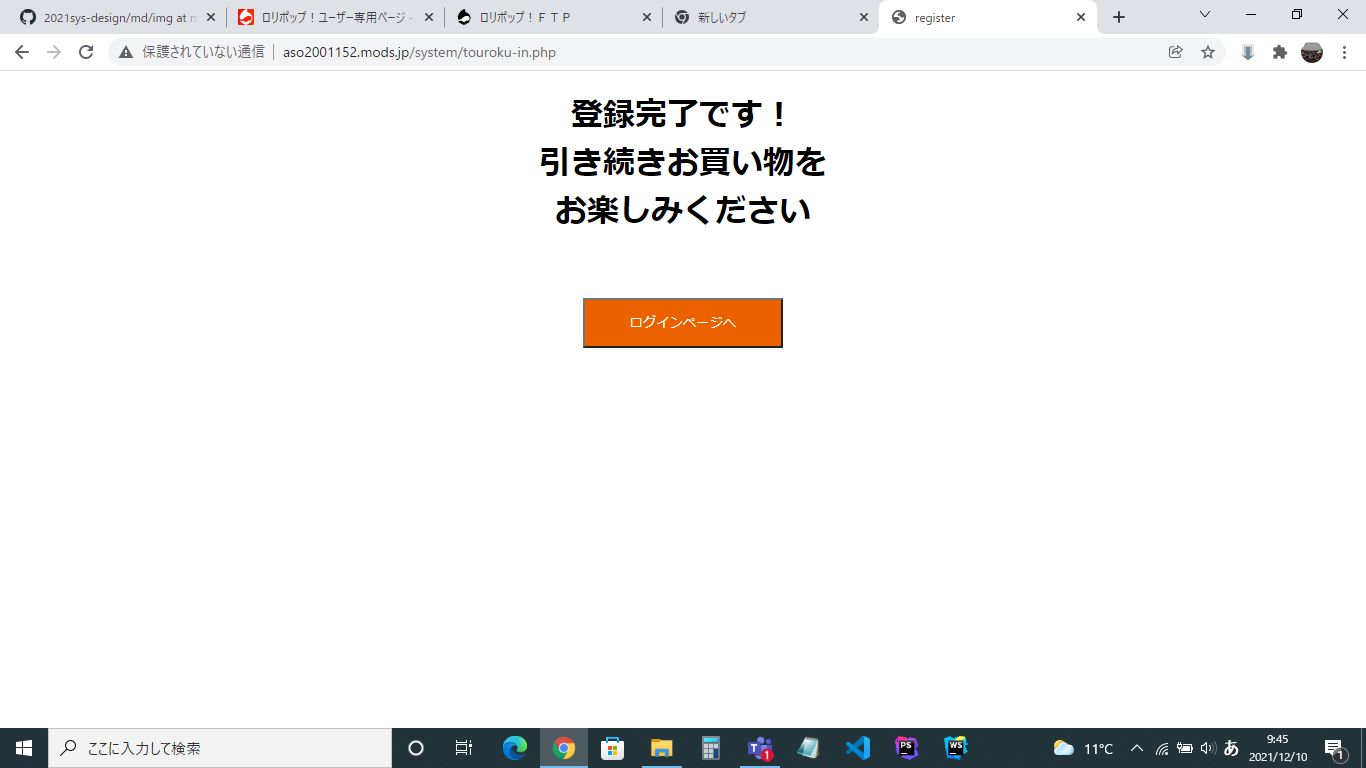 2021sys-design/md/img at m
ロリポップ！ユーザー専用ページ -
ロリポップ！ＦＴＰ
新しいタブ
register
保護されていない通信
aso2001152.mods.jp/system/touroku-in.php
登録完了です！
引き続きお買い物を
お楽しみください
ログインページへ
ここに入力して検索
1
PS
WS
11°C
あ
9:45
2021/12/10
1